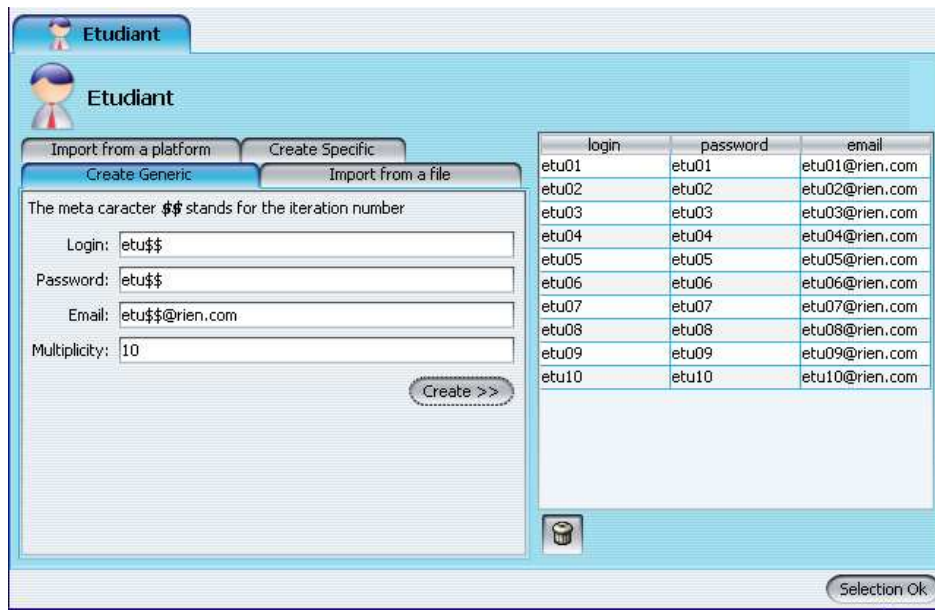 Etudiant
Etudiant
Import from a platform Create Specific
Create Generic Import from a file
The meta caracter $$ stands for the iteration number
Login: etu$$
Password: etu$$
Email: etu$$@rien.com
Multiplicity: 10
Create >>
login password email
etu01 etu01 etu01@rien.com
etu02 etu02 etu02@rien.com
etu03 etu03 etu03@rien.com
etu04 etu04 etu04@rien.com
etu05 etu05 etu05@rien.com
etu06 etu06 etu06@rien.com
etu07 etu07 etu07@rien.com
etu08 etu08 etu08@rien.com
etu09 etu09 etu09@rien.com
etu10 etu10 etu10@rien.com
Selection Ok